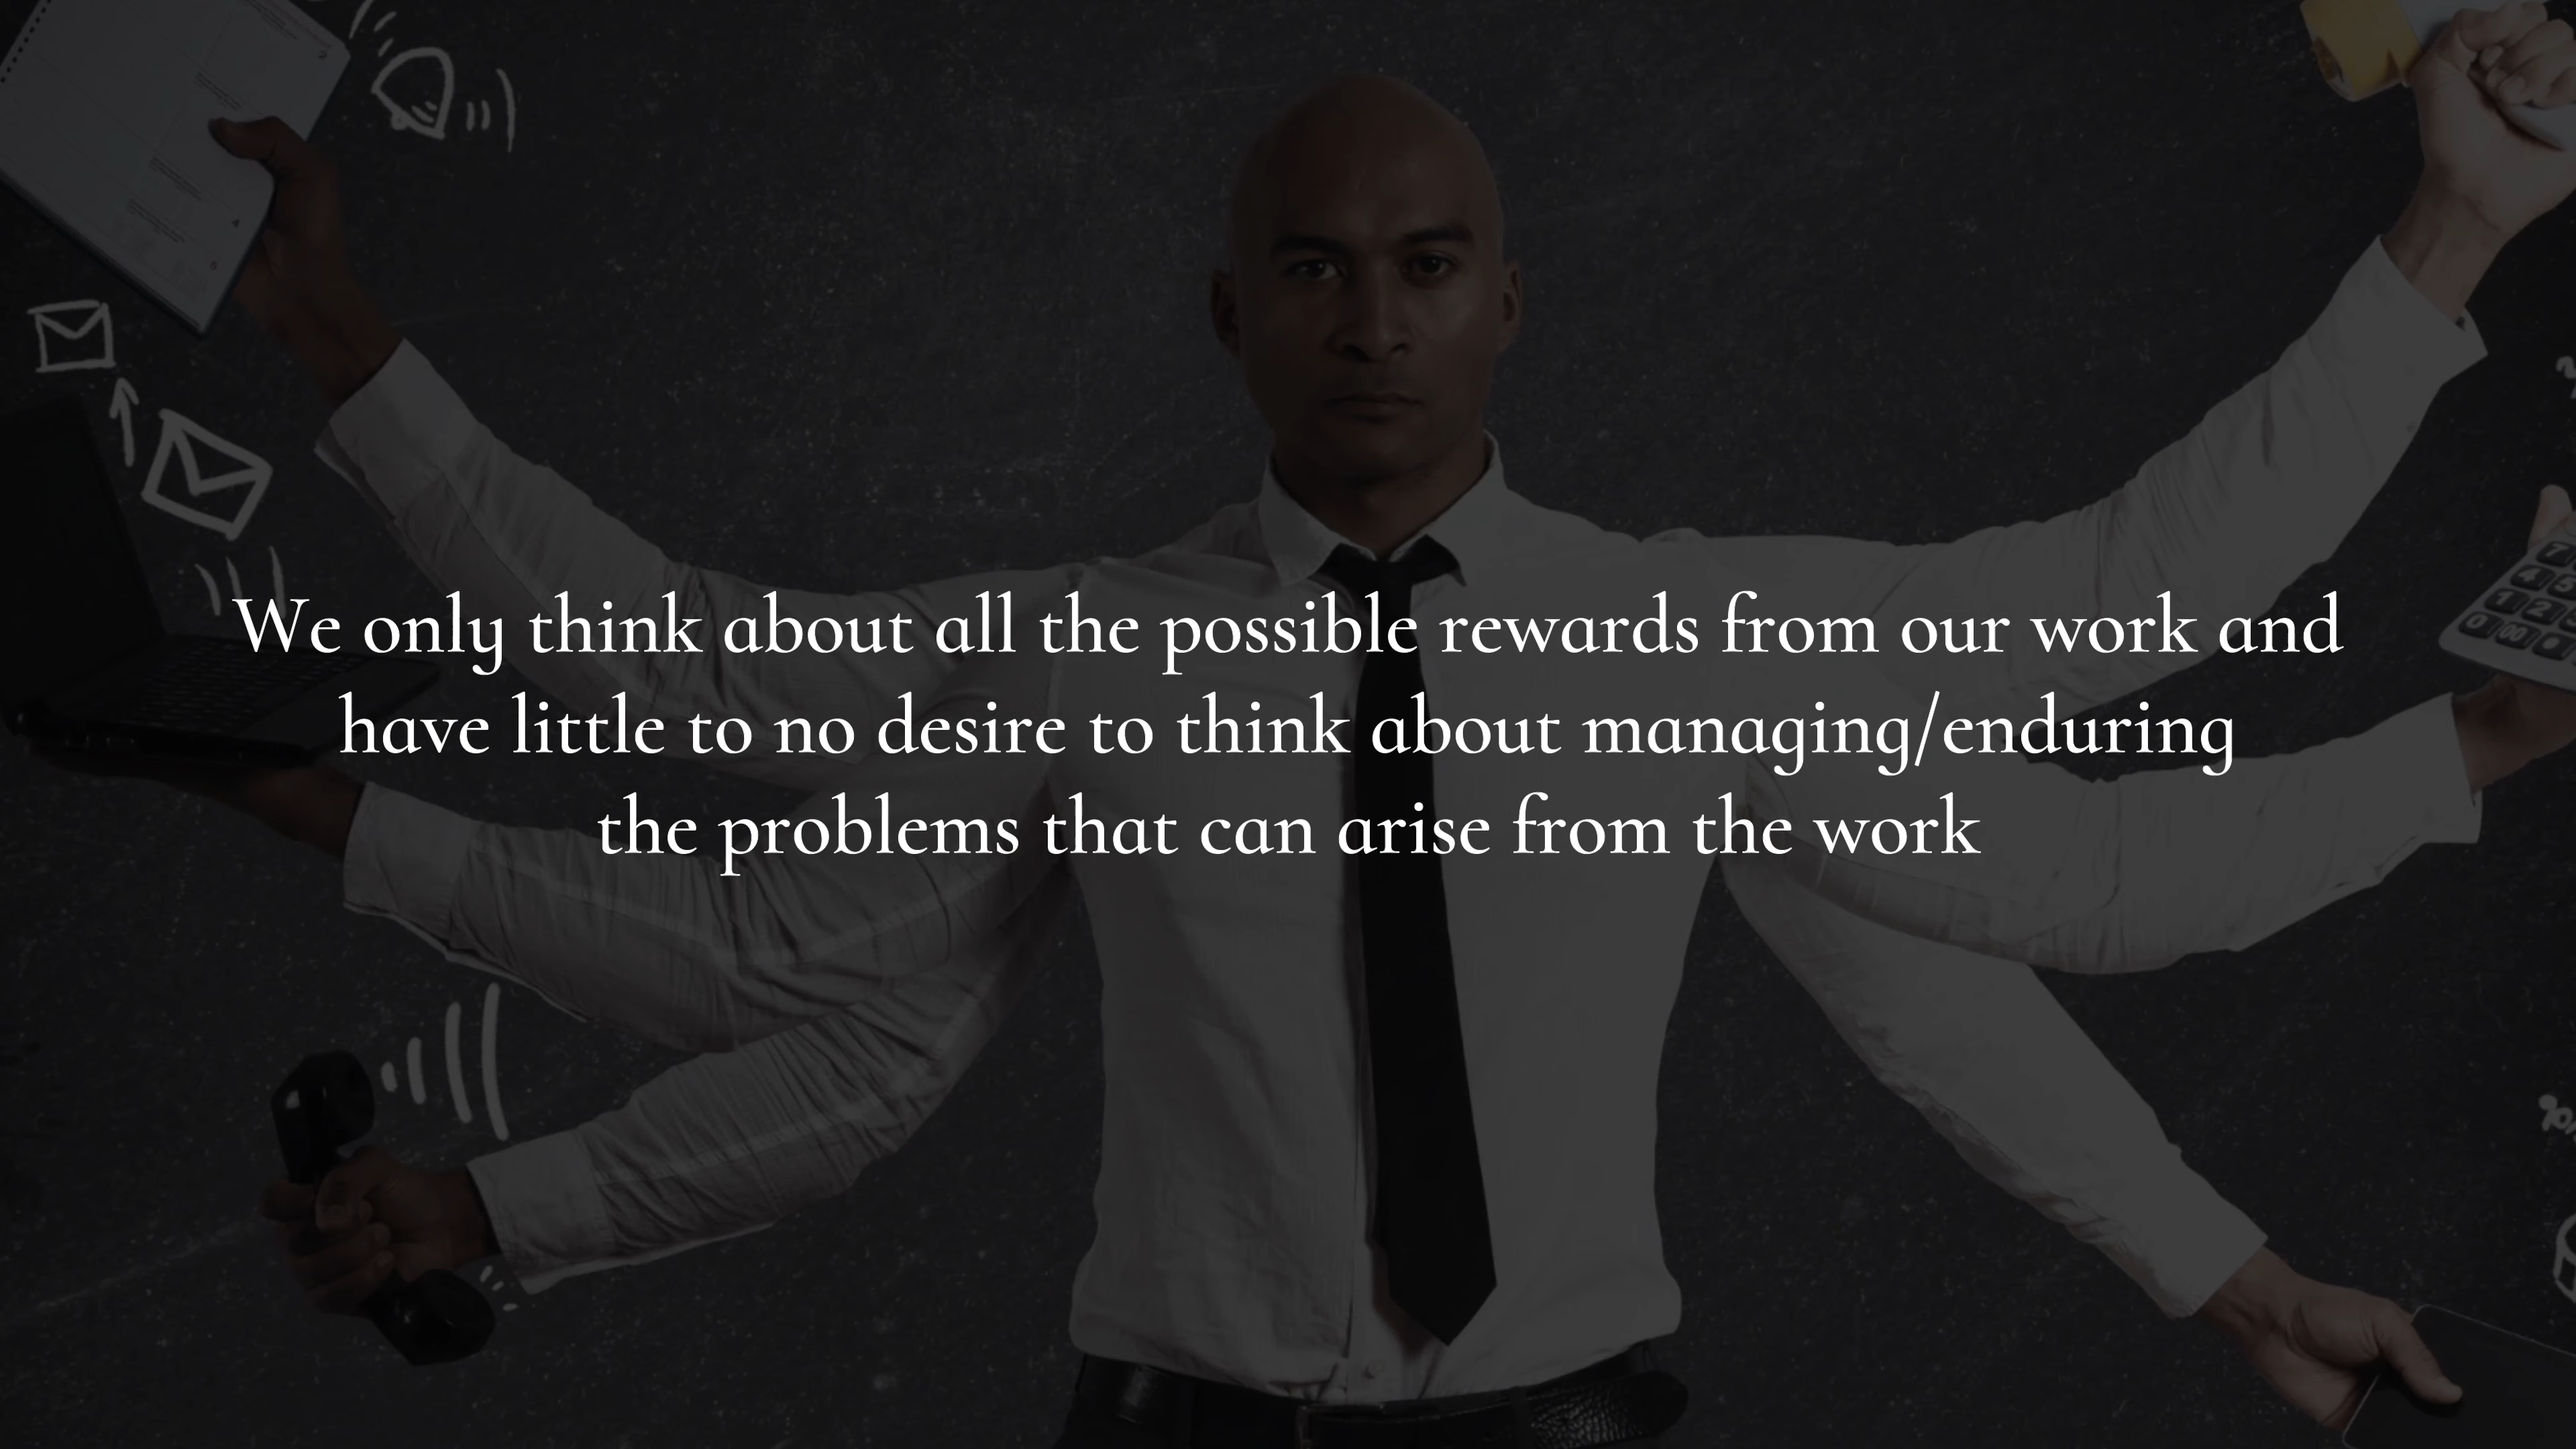 We only think about all the possible rewards from our work and
have little to no desire to think about managing/enduring
the problems that can arise from the work